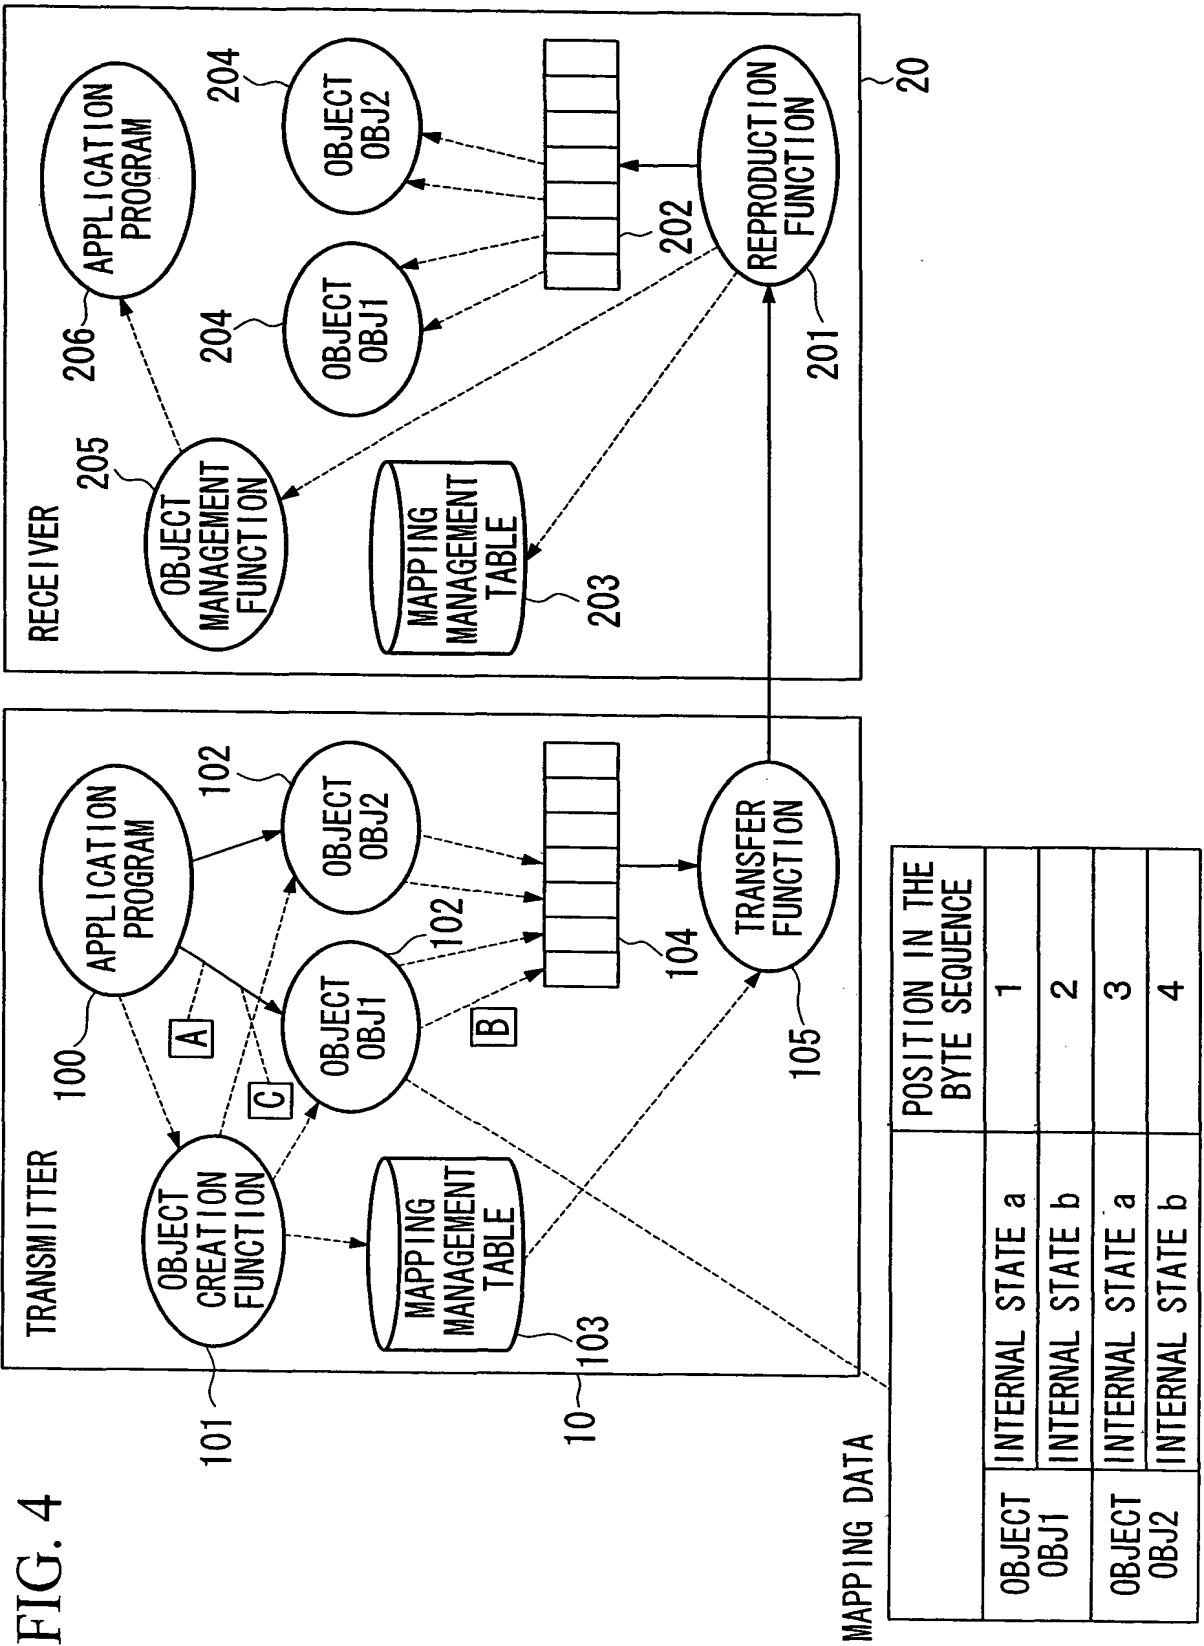 FIG. 4
TRANSMITTER
100
APPLICATION
PROGRAM
101
OBJECT
CREATION
FUNCTION
A
C
102
OBJECT
OBJ1
102
OBJECT
OBJ2
B
MAPPING
MANAGEMENT
TABLE
103
104
10
TRANSFER
FUNCTION
105
RECEIVER
205
OBJECT
MANAGEMENT
FUNCTION
206
APPLICATION
PROGRAM
204
OBJECT
OBJ1
204
OBJECT
OBJ2
MAPPING
MANAGEMENT
TABLE
203
202
REPRODUCTION
FUNCTION
201
20
MAPPING DATA
POSITION IN THE
BYTE SEQUENCE
OBJECT
OBJ1
INTERNAL STATE a
1
INTERNAL STATE b
2
OBJECT
OBJ2
INTERNAL STATE a
3
INTERNAL STATE b
4